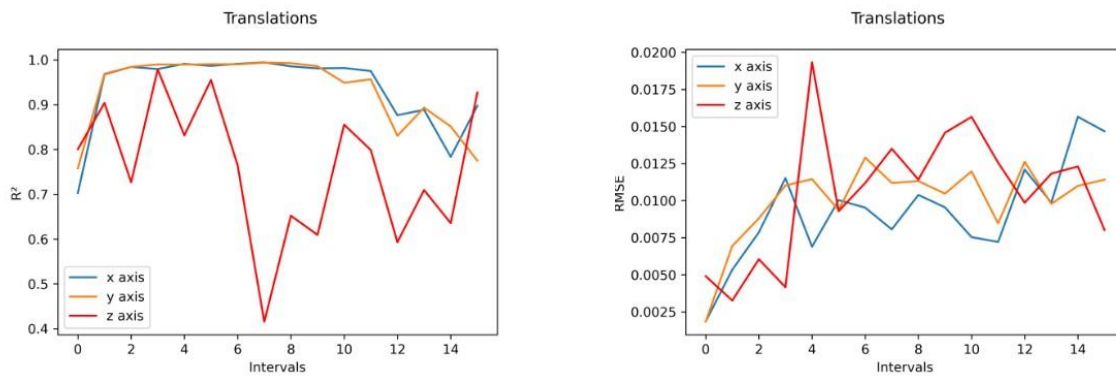 Translations
1.0
0.9
0.8
0.7
0.6
0.5
0.4
R²
x axis
y axis
z axis
0 2 4 6 8 10 12 14
Intervals
Translations
0.0200
0.0175
0.0150
0.0125
0.0100
0.0075
0.0050
0.0025
RMSE
x axis
y axis
z axis
0 2 4 6 8 10 12 14
Intervals